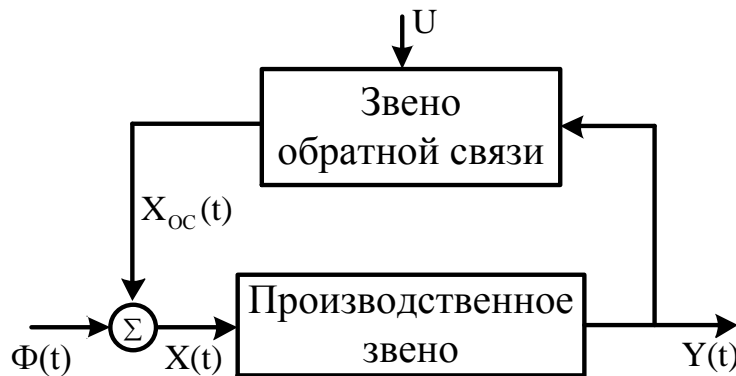 U
Звено
обратной связи
X_ОС(t)
Производственное
звено
Σ
Φ(t)
X(t)
Y(t)